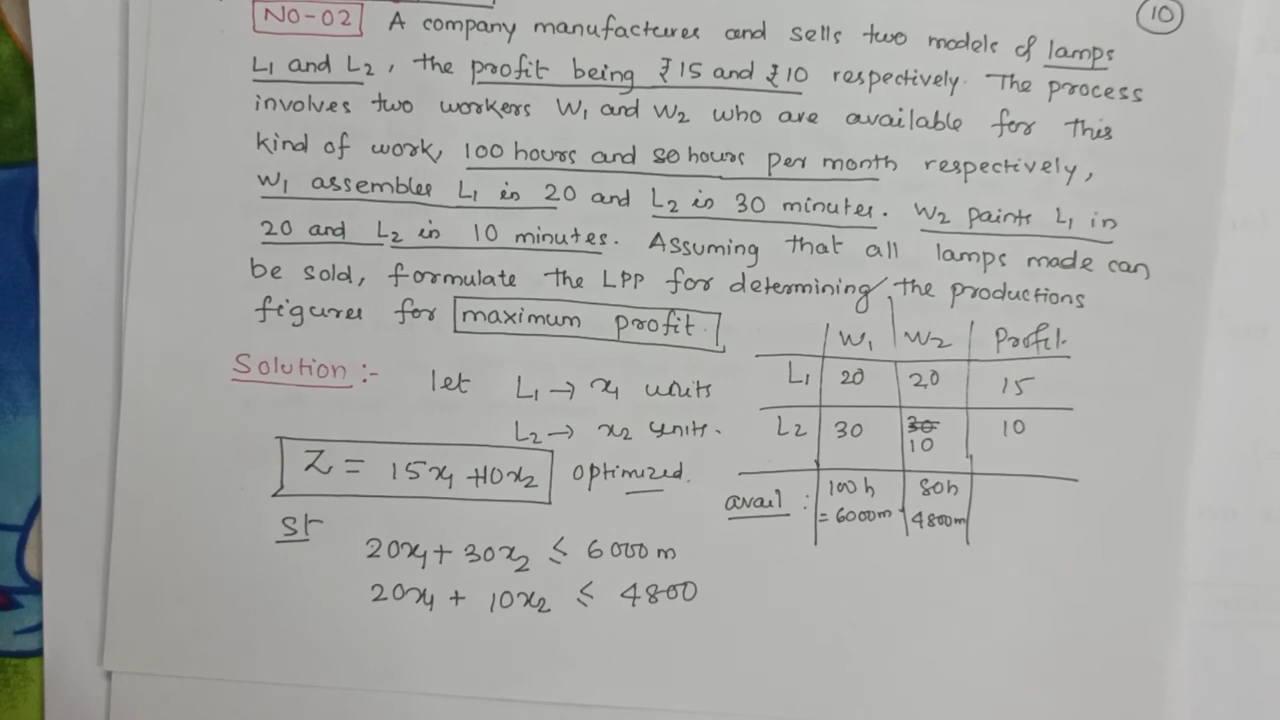 NO-02 A company manufactures and sells two models of lamps
L1 and L2, the profit being ₹15 and ₹10 respectively. The process
involves two workers W1 and W2 who are available for this
kind of work, 100 hours and 80 hours per month respectively,
W1 assembles L1 in 20 and L2 in 30 minutes. W2 paints L1 in
20 and L2 in 10 minutes. Assuming that all lamps made can
be sold, formulate the LPP for determining the productions
figures for maximum profit.
Solution :- let L1 → x1 units
L2 → x2 units.
Z = 15x1 + 10x2 optimized.
St
20x1 + 30x2 ≤ 6000m
20x1 + 10x2 ≤ 4800
W1 W2 Profit
L1 20 20 15
L2 30 30 10
10
avail : 100h 80h
= 6000m 4800m
10